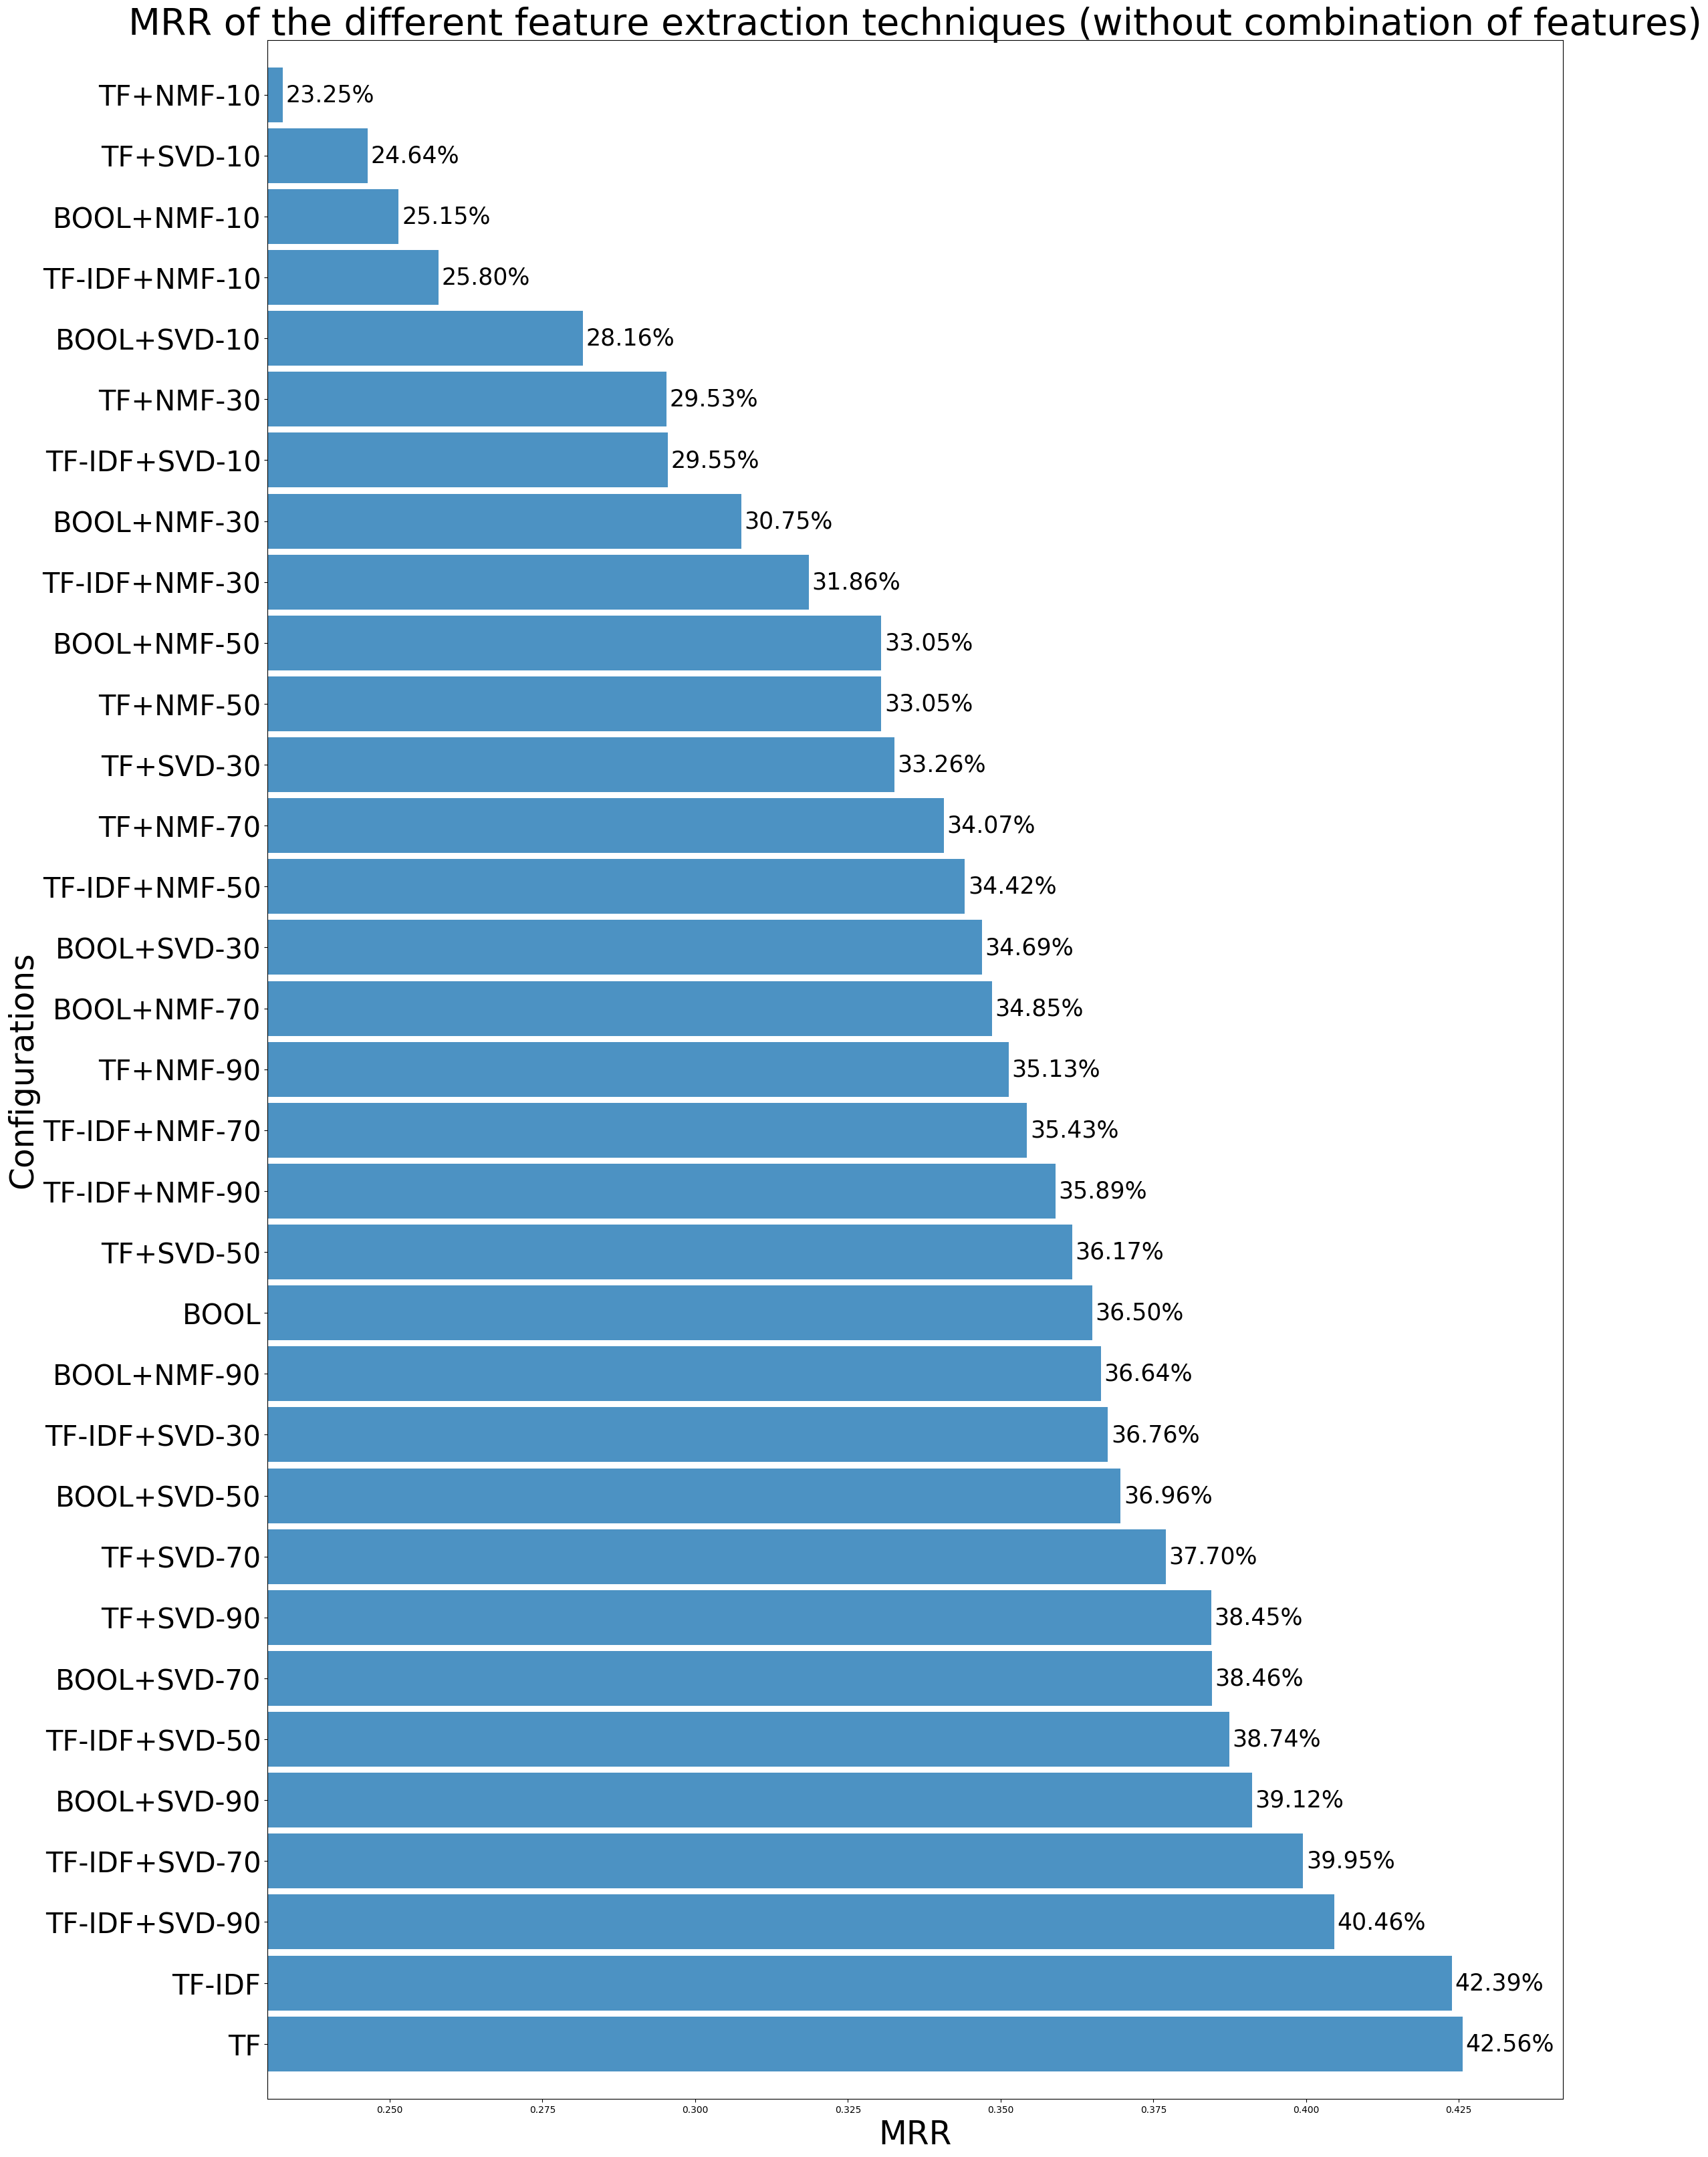 MRR of the different feature extraction techniques (without combination of features)
TF+NMF-10 23.25%
TF+SVD-10 24.64%
BOOL+NMF-10 25.15%
TF-IDF+NMF-10 25.80%
BOOL+SVD-10 28.16%
TF+NMF-30 29.53%
TF-IDF+SVD-10 29.55%
BOOL+NMF-30 30.75%
TF-IDF+NMF-30 31.86%
BOOL+NMF-50 33.05%
TF+NMF-50 33.05%
TF+SVD-30 33.26%
TF+NMF-70 34.07%
TF-IDF+NMF-50 34.42%
BOOL+SVD-30 34.69%
BOOL+NMF-70 34.85%
TF+NMF-90 35.13%
TF-IDF+NMF-70 35.43%
TF-IDF+NMF-90 35.89%
TF+SVD-50 36.17%
BOOL 36.50%
BOOL+NMF-90 36.64%
TF-IDF+SVD-30 36.76%
BOOL+SVD-50 36.96%
TF+SVD-70 37.70%
TF+SVD-90 38.45%
BOOL+SVD-70 38.46%
TF-IDF+SVD-50 38.74%
BOOL+SVD-90 39.12%
TF-IDF+SVD-70 39.95%
TF-IDF+SVD-90 40.46%
TF-IDF 42.39%
TF 42.56%
Configurations
0.250 0.275 0.300 0.325 0.350 0.375 0.400 0.425
MRR